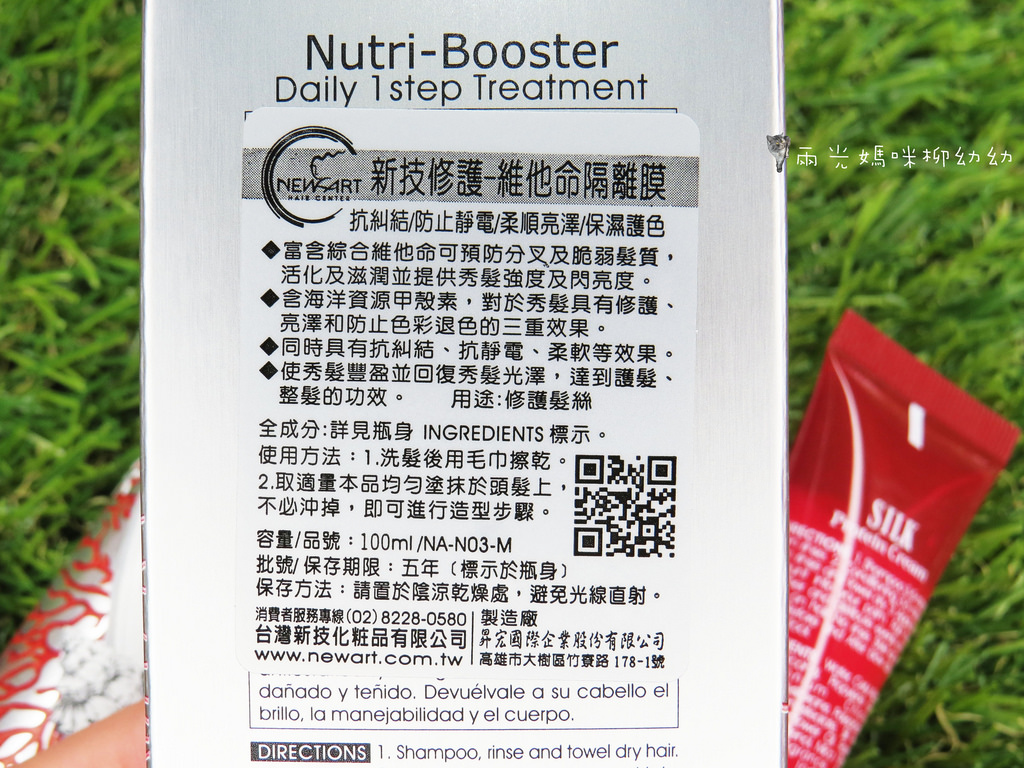 Nutri-Booster
Daily 1step Treatment
NEW ART
HAIR CENTER
新技修護-維他命隔離膜
抗糾結/防止靜電/柔順亮澤/保濕護色
◆富含綜合維他命可預防分叉及脆弱髮質，
活化及滋潤並提供秀髮強度及閃亮度。
◆含海洋資源甲殼素，對於秀髮具有修護、
亮澤和防止色彩退色的三重效果。
◆同時具有抗糾結、抗靜電、柔軟等效果。
◆使秀髮豐盈並回復秀髮光澤，達到護髮、
整髮的功效。 用途:修護髮絲
全成分:詳見瓶身 INGREDIENTS 標示。
使用方法：1.洗髮後用毛巾擦乾。
2.取適量本品均勻塗抹於頭髮上，
不必沖掉，即可進行造型步驟。
容量/品號：100ml/NA-N03-M
批號/保存期限：五年〔標示於瓶身〕
保存方法：請置於陰涼乾燥處，避免光線直射。
消費者服務專線(02)8228-0580
台灣新技化粧品有限公司
www.newart.com.tw
製造廠
昇宏國際企業股份有限公司
高雄市大樹區竹寮路 178-1號
dañado y teñido. Devuélvale a su cabello el
brillo, la manejabilidad y el cuerpo.
DIRECTIONS 1. Shampoo, rinse and towel dry hair.
雨光媽咪柳幼幼
SILK
Protein Cream